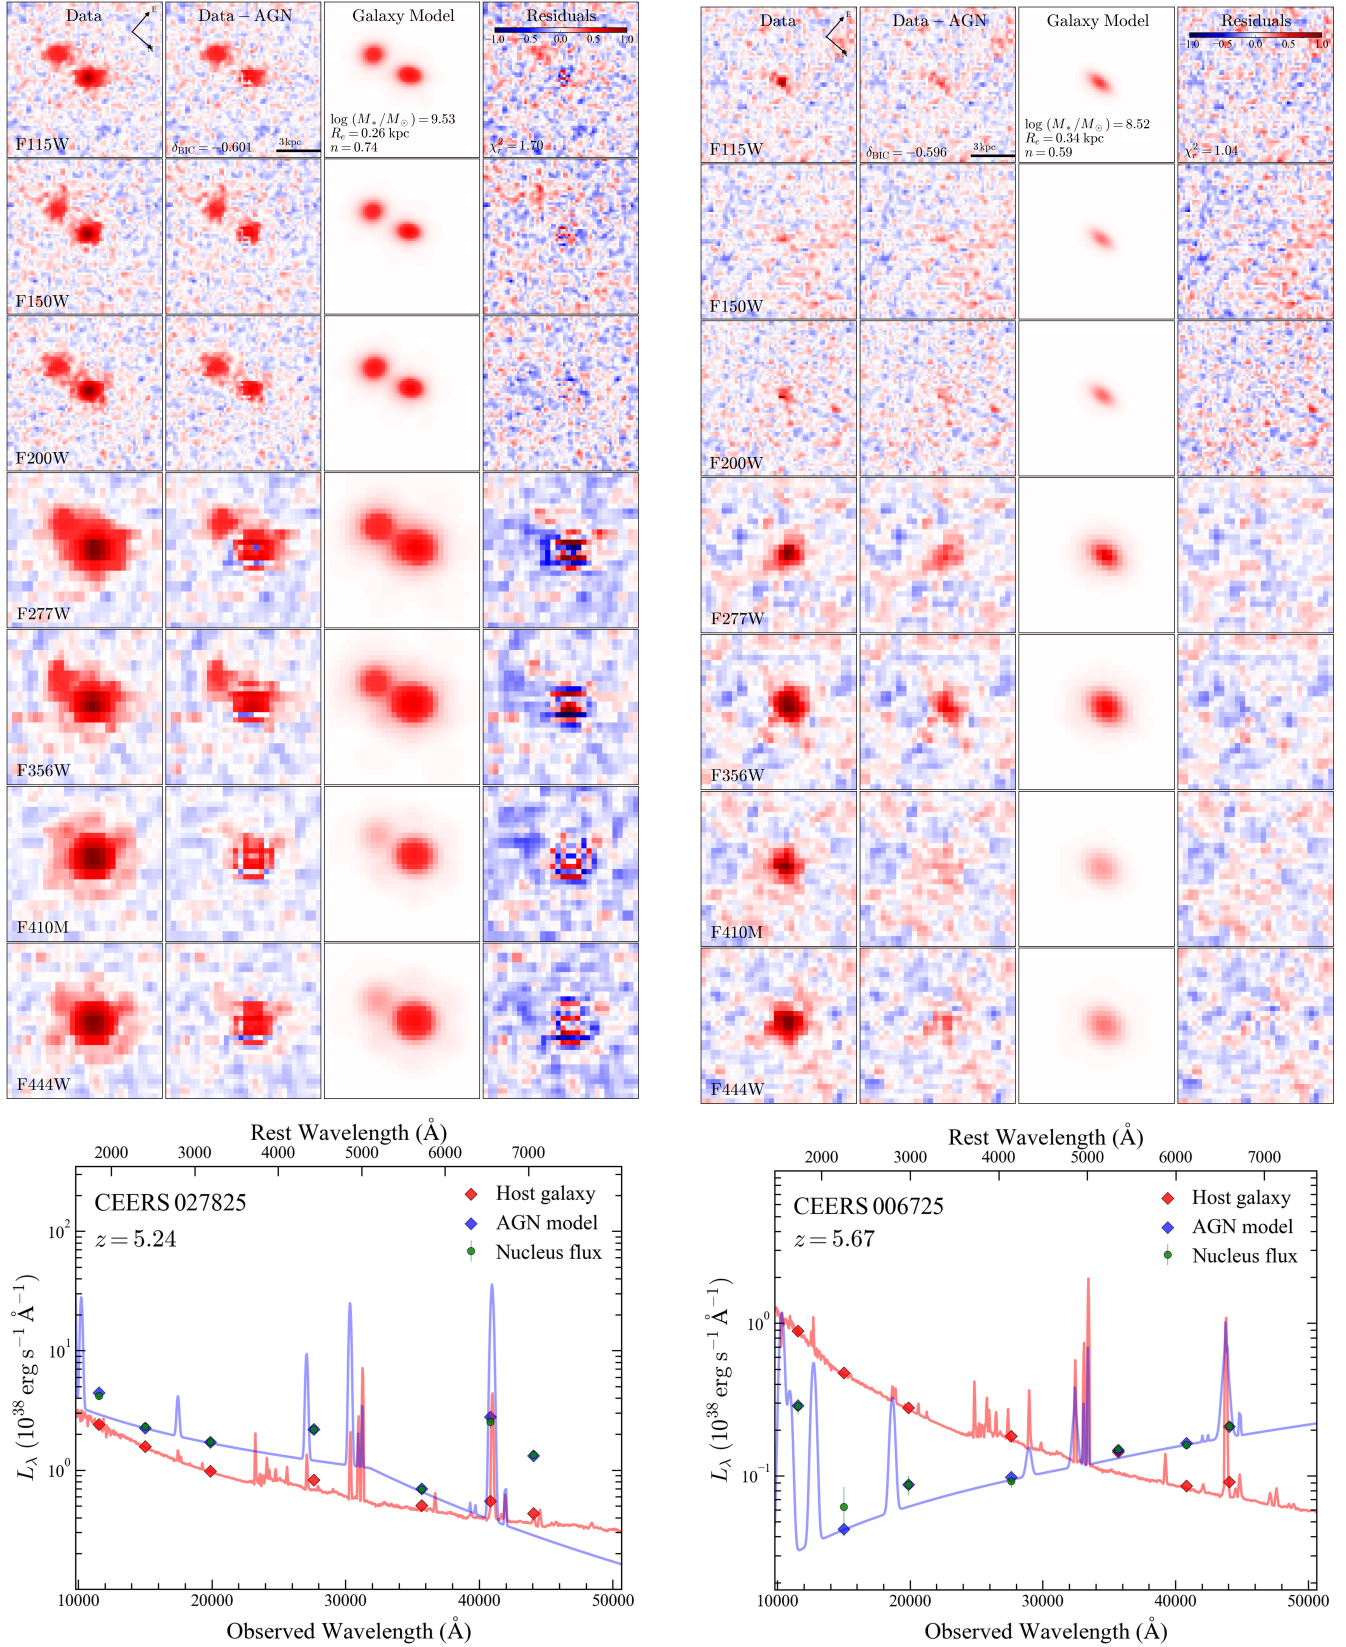 Data
Data − AGN
Galaxy Model
Residuals
E
−1.0 −0.5 0.0 0.5 1.0
F115W
δBIC = −0.601
3 kpc
log (M*/M⊙) = 9.53
Re = 0.26 kpc
n = 0.74
χ²r = 1.70
F150W
F200W
F277W
F356W
F410M
F444W
Data
Data − AGN
Galaxy Model
Residuals
E
−1.0 −0.5 0.0 0.5 1.0
F115W
δBIC = −0.596
3 kpc
log (M*/M⊙) = 8.52
Re = 0.34 kpc
n = 0.59
χ²r = 1.04
F150W
F200W
F277W
F356W
F410M
F444W
Rest Wavelength (Å)
2000 3000 4000 5000 6000 7000
CEERS 027825
z = 5.24
Host galaxy
AGN model
Nucleus flux
10²
10¹
10⁰
Lλ (10³⁸ erg s⁻¹ Å⁻¹)
10000 20000 30000 40000 50000
Observed Wavelength (Å)
Rest Wavelength (Å)
2000 3000 4000 5000 6000 7000
CEERS 006725
z = 5.67
Host galaxy
AGN model
Nucleus flux
10⁰
10⁻¹
Lλ (10³⁸ erg s⁻¹ Å⁻¹)
10000 20000 30000 40000 50000
Observed Wavelength (Å)